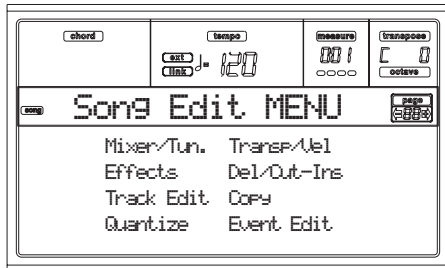 chord tempo measure transpose
ext
link
♩= 120 001 C 0
octave
song Song Edit MENU page
Mixer/Tun. Transp/Vel
Effects Del/Cut-Ins
Track Edit Copy
Quantize Event Edit